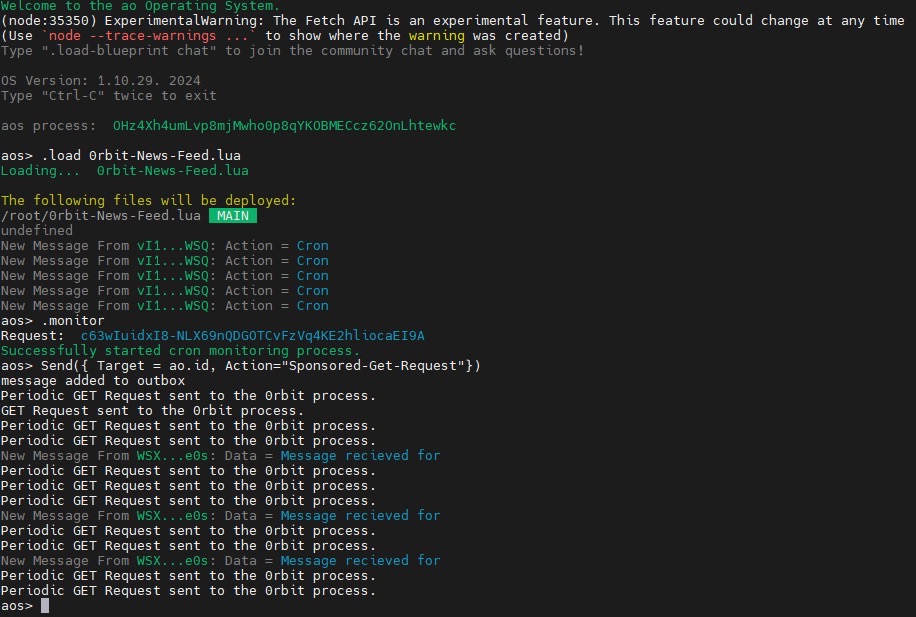 Welcome to the ao Operating System.
(node:35350) ExperimentalWarning: The Fetch API is an experimental feature. This feature could change at any time
(Use `node --trace-warnings ...` to show where the warning was created)
Type ".load-blueprint chat" to join the community chat and ask questions!
OS Version: 1.10.29. 2024
Type "Ctrl-C" twice to exit
aos process:  OHz4Xh4umLvp8mjMwho0p8qYKOBMECcz62OnLhtewkc
aos> .load 0rbit-News-Feed.lua
Loading...  0rbit-News-Feed.lua
The following files will be deployed:
/root/0rbit-News-Feed.lua  MAIN
undefined
New Message From vI1...WSQ: Action = Cron
New Message From vI1...WSQ: Action = Cron
New Message From vI1...WSQ: Action = Cron
New Message From vI1...WSQ: Action = Cron
New Message From vI1...WSQ: Action = Cron
aos> .monitor
Request:  c63wIuidxI8-NLX69nQDGOTCvFzVq4KE2hliocaEI9A
Successfully started cron monitoring process.
aos> Send({ Target = ao.id, Action="Sponsored-Get-Request"})
message added to outbox
Periodic GET Request sent to the 0rbit process.
GET Request sent to the 0rbit process.
Periodic GET Request sent to the 0rbit process.
Periodic GET Request sent to the 0rbit process.
New Message From WSX...e0s: Data = Message recieved for
Periodic GET Request sent to the 0rbit process.
Periodic GET Request sent to the 0rbit process.
Periodic GET Request sent to the 0rbit process.
New Message From WSX...e0s: Data = Message recieved for
Periodic GET Request sent to the 0rbit process.
Periodic GET Request sent to the 0rbit process.
New Message From WSX...e0s: Data = Message recieved for
Periodic GET Request sent to the 0rbit process.
Periodic GET Request sent to the 0rbit process.
aos>